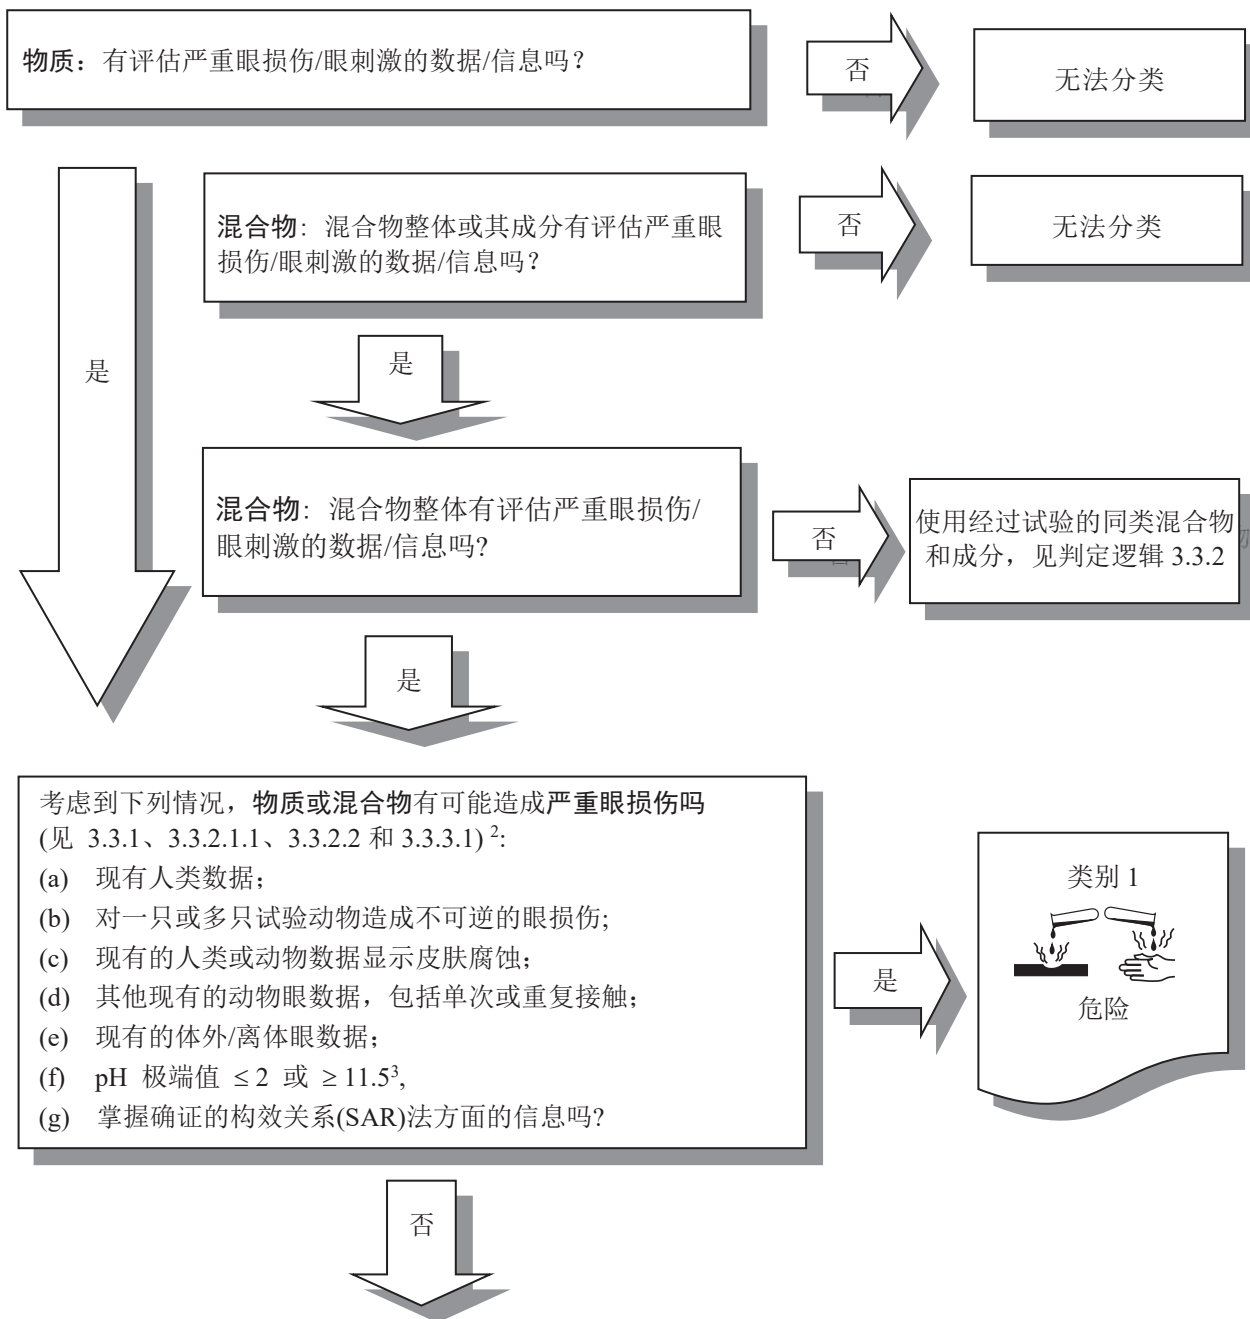 物质：有评估严重眼损伤/眼刺激的数据/信息吗？
否
无法分类
混合物：混合物整体或其成分有评估严重眼
损伤/眼刺激的数据/信息吗？
否
无法分类
是
是
混合物：混合物整体有评估严重眼损伤/
眼刺激的数据/信息吗?
否
使用经过试验的同类混合物
和成分，见判定逻辑 3.3.2
是
考虑到下列情况，物质或混合物有可能造成严重眼损伤吗
(见 3.3.1、3.3.2.1.1、3.3.2.2 和 3.3.3.1) ²:
(a) 现有人类数据；
(b) 对一只或多只试验动物造成不可逆的眼损伤;
(c) 现有的人类或动物数据显示皮肤腐蚀；
(d) 其他现有的动物眼数据，包括单次或重复接触；
(e) 现有的体外/离体眼数据；
(f) pH 极端值 ≤ 2 或 ≥ 11.5³,
(g) 掌握确证的构效关系(SAR)法方面的信息吗?
是
类别 1
危险
否